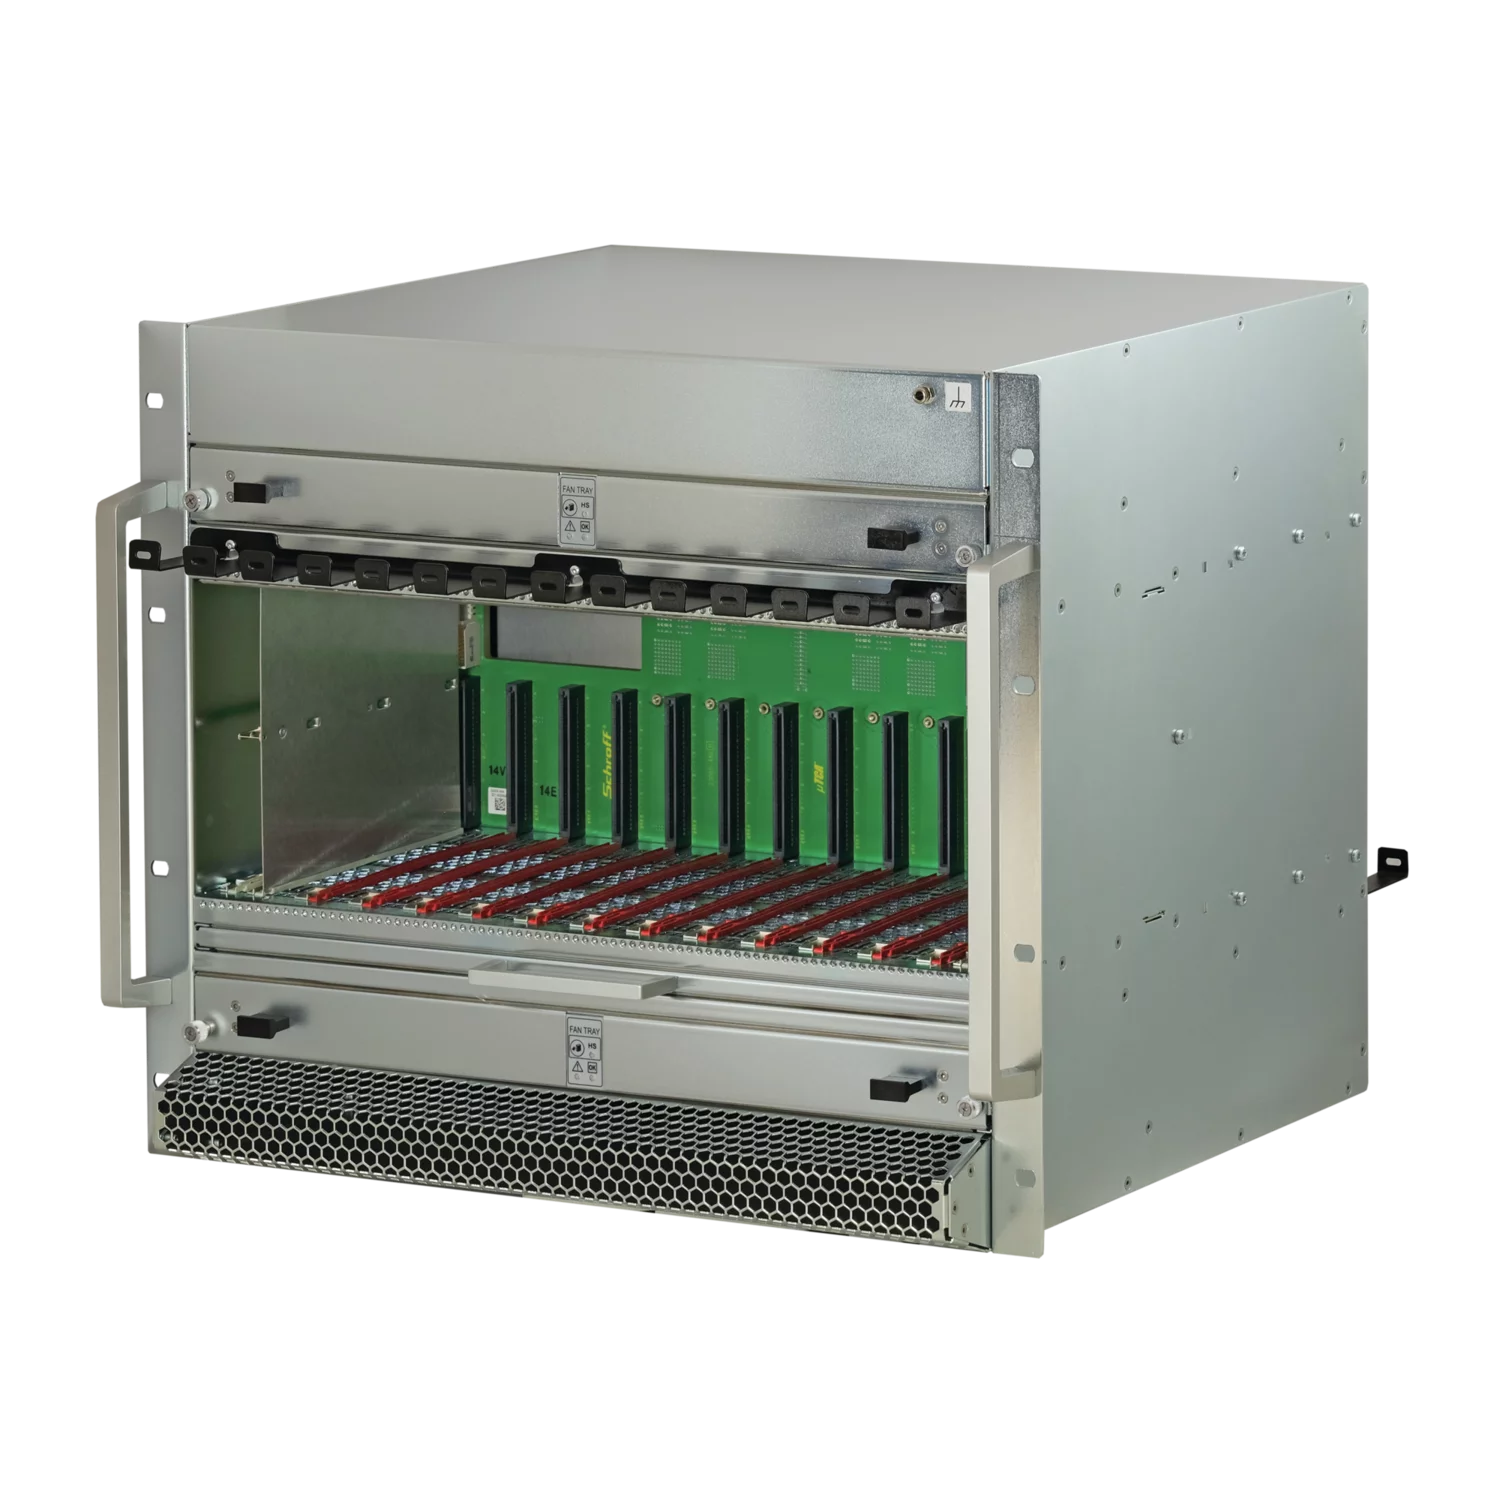 FAN TRAY
HS
OK
14V
14E
Schroff
µTCA
FAN TRAY
HS
OK